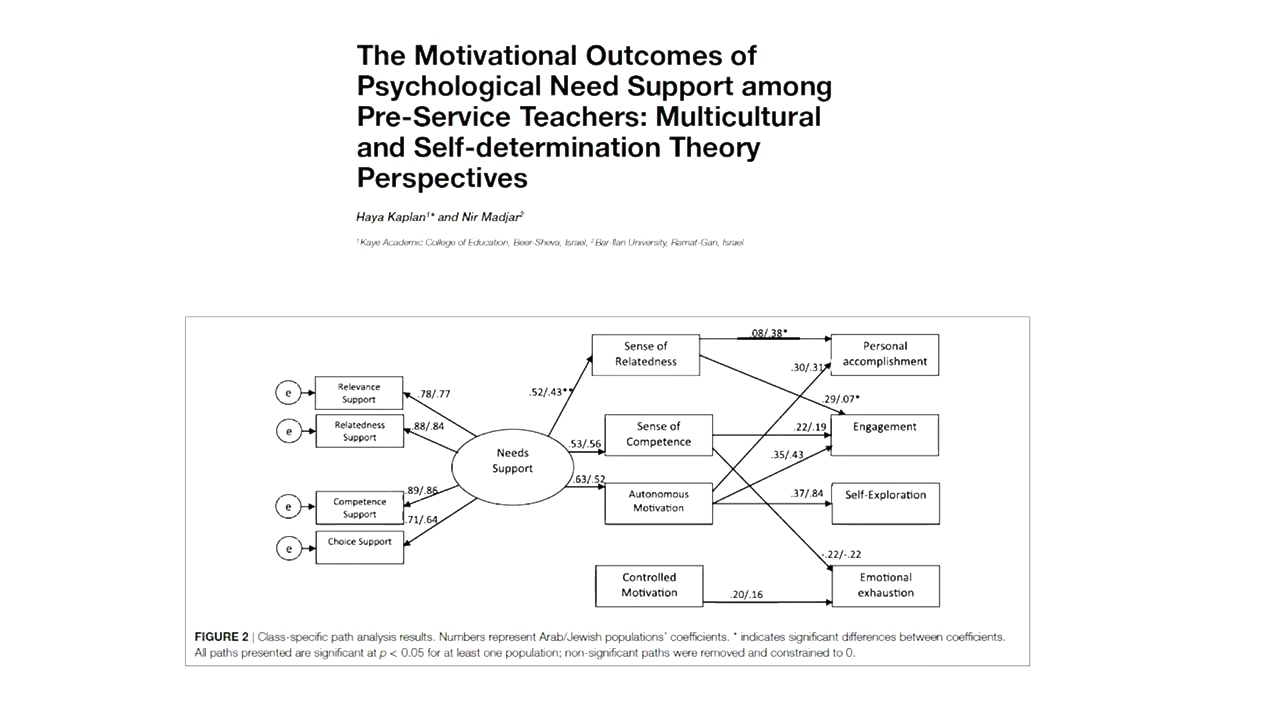 The Motivational Outcomes of
Psychological Need Support among
Pre-Service Teachers: Multicultural
and Self-determination Theory
Perspectives
Haya Kaplan1* and Nir Madjar2
1 Kaye Academic College of Education, Beer-Sheva, Israel, 2 Bar-Ilan University, Ramat-Gan, Israel
.08/.38*
Sense of
Relatedness
Personal
accomplishment
.30/.31*
e
Relevance
Support
.78/.77
.52/.43**
.29/.07*
e
Relatedness
Support
.88/.84
Sense of
Competence
.22/.19
Engagement
Needs
Support
.53/.56
.35/.43
.63/.52
e
Competence
Support
.89/.86
Autonomous
Motivation
.37/.84
Self-Exploration
.71/.64
e
Choice Support
-.22/-.22
Controlled
Motivation
.20/.16
Emotional
exhaustion
FIGURE 2 | Class-specific path analysis results. Numbers represent Arab/Jewish populations' coefficients. * indicates significant differences between coefficients.
All paths presented are significant at p < 0.05 for at least one population; non-significant paths were removed and constrained to 0.